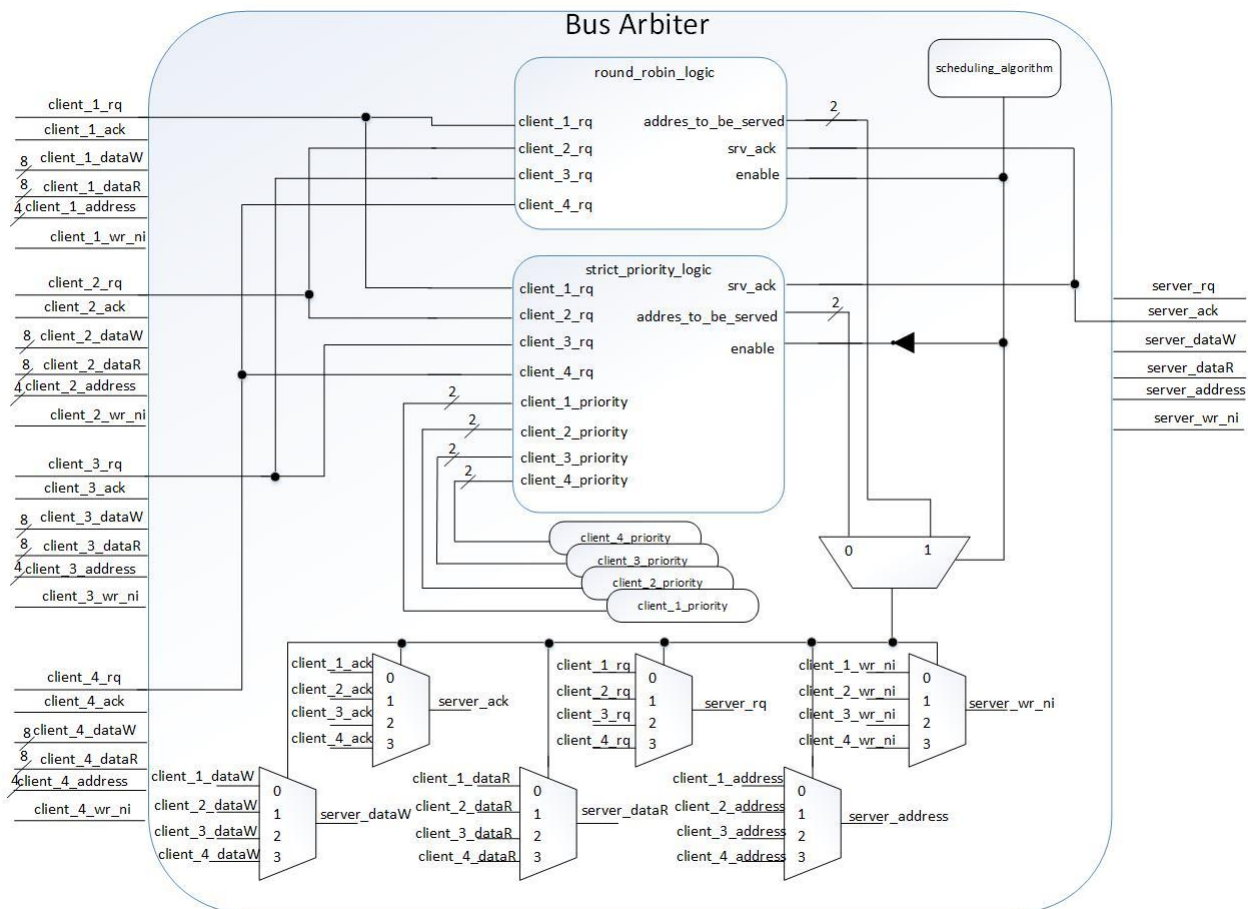 Bus Arbiter
scheduling_algorithm
round_robin_logic
client_1_rq
client_2_rq
client_3_rq
client_4_rq
addres_to_be_served
srv_ack
enable
2
strict_priority_logic
client_1_rq
client_2_rq
client_3_rq
client_4_rq
client_1_priority
client_2_priority
client_3_priority
client_4_priority
srv_ack
addres_to_be_served
enable
2
2
2
2
2
client_4_priority
client_3_priority
client_2_priority
client_1_priority
0 1
client_1_rq
client_1_ack
8 client_1_dataW
8 client_1_dataR
4 client_1_address
client_1_wr_ni
client_2_rq
client_2_ack
8 client_2_dataW
8 client_2_dataR
4 client_2_address
client_2_wr_ni
client_3_rq
client_3_ack
8 client_3_dataW
8 client_3_dataR
4 client_3_address
client_3_wr_ni
client_4_rq
client_4_ack
8 client_4_dataW
8 client_4_dataR
4 client_4_address
client_4_wr_ni
server_rq
server_ack
server_dataW
server_dataR
server_address
server_wr_ni
client_1_ack 0
client_2_ack 1
client_3_ack 2
client_4_ack 3
server_ack
client_1_rq 0
client_2_rq 1
client_3_rq 2
client_4_rq 3
server_rq
client_1_wr_ni 0
client_2_wr_ni 1
client_3_wr_ni 2
client_4_wr_ni 3
server_wr_ni
client_1_dataW 0
client_2_dataW 1
client_3_dataW 2
client_4_dataW 3
server_dataW
client_1_dataR 0
client_2_dataR 1
client_3_dataR 2
client_4_dataR 3
server_dataR
client_1_address 0
client_2_address 1
client_3_address 2
client_4_address 3
server_address